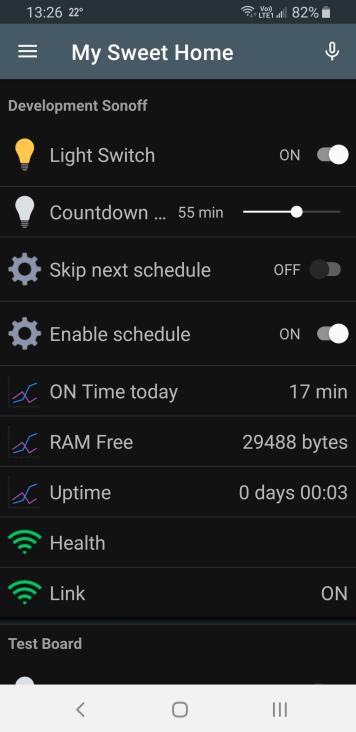 13:26 22° Vo)) LTE1 82%
My Sweet Home
Development Sonoff
Light Switch ON
Countdown ... 55 min
Skip next schedule OFF
Enable schedule ON
ON Time today 17 min
RAM Free 29488 bytes
Uptime 0 days 00:03
Health
Link ON
Test Board